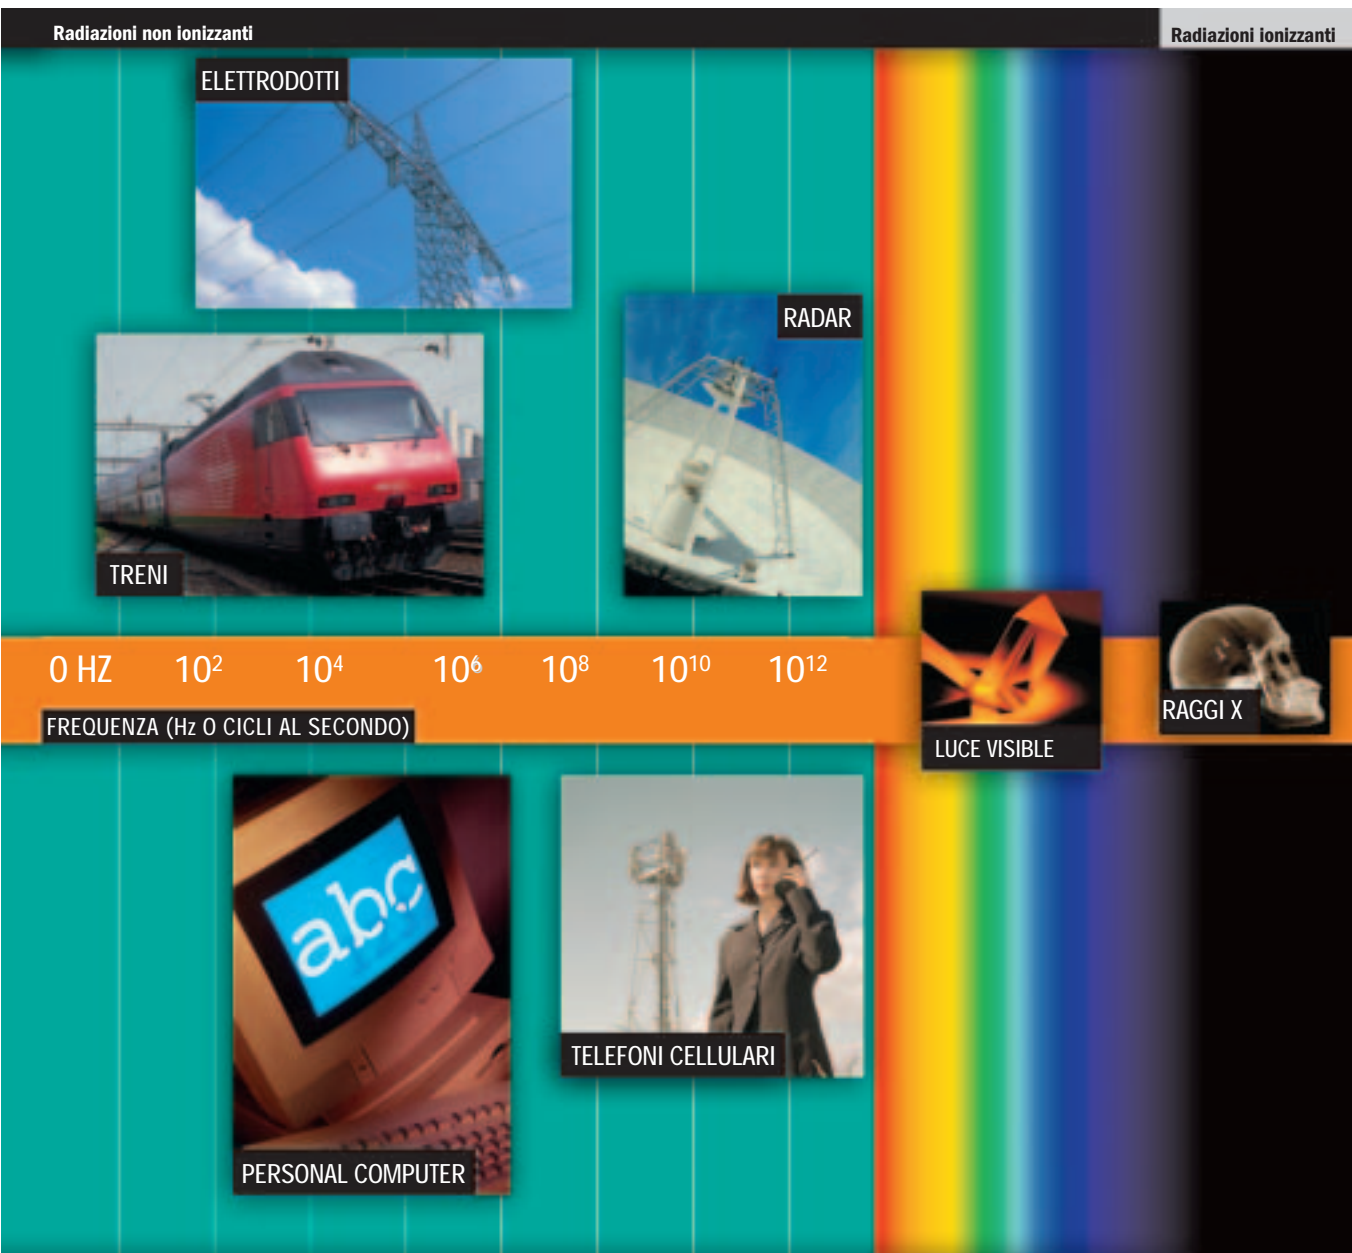 Radiazioni non ionizzanti
Radiazioni ionizzanti
ELETTRODOTTI
RADAR
TRENI
0 HZ 10² 10⁴ 10⁶ 10⁸ 10¹⁰ 10¹²
FREQUENZA (Hz O CICLI AL SECONDO)
LUCE VISIBLE
RAGGI X
abc
TELEFONI CELLULARI
PERSONAL COMPUTER